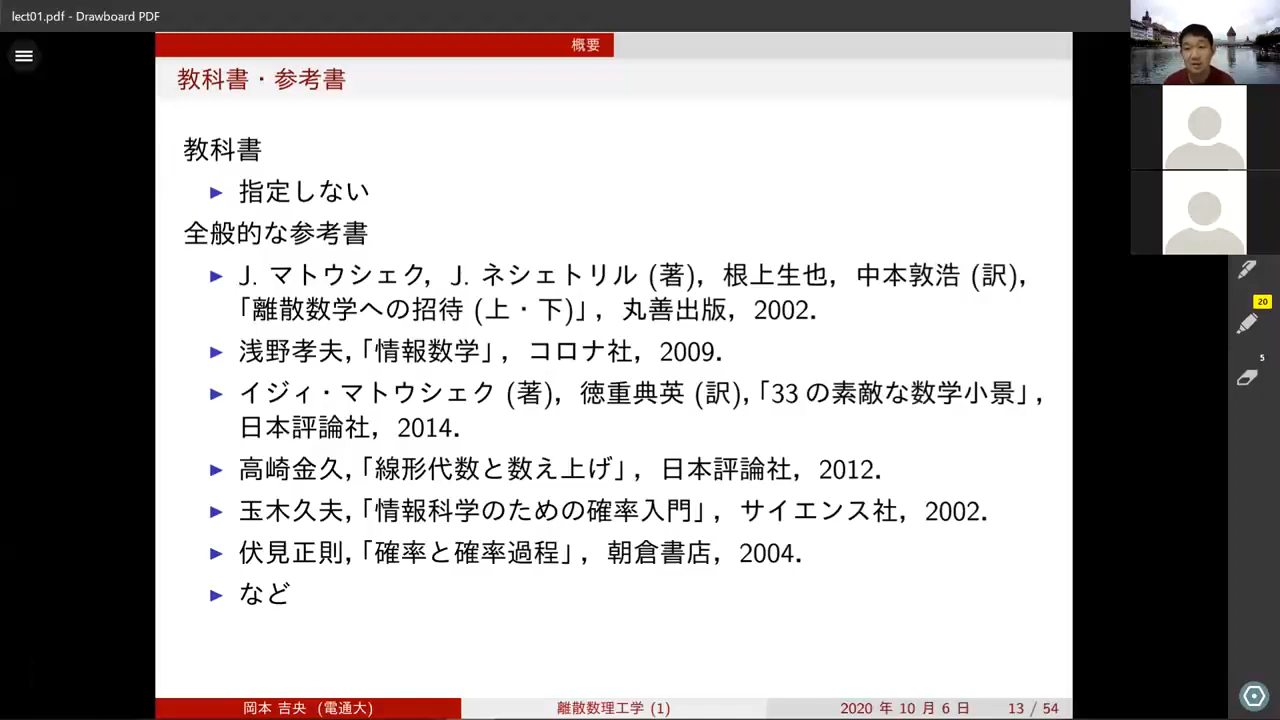 lect01.pdf - Drawboard PDF
概要
教科書・参考書
教科書
指定しない
全般的な参考書
J. マトウシェク，J. ネシェトリル (著)，根上生也，中本敦浩 (訳)，
「離散数学への招待 (上・下)」，丸善出版，2002.
浅野孝夫，「情報数学」，コロナ社，2009.
イジィ・マトウシェク (著)，徳重典英 (訳)，「33 の素敵な数学小景」，
日本評論社，2014.
高崎金久，「線形代数と数え上げ」，日本評論社，2012.
玉木久夫，「情報科学のための確率入門」，サイエンス社，2002.
伏見正則，「確率と確率過程」，朝倉書店，2004.
など
20
5
岡本 吉央 (電通大)
離散数理工学 (1)
2020 年 10 月 6 日
13 / 54